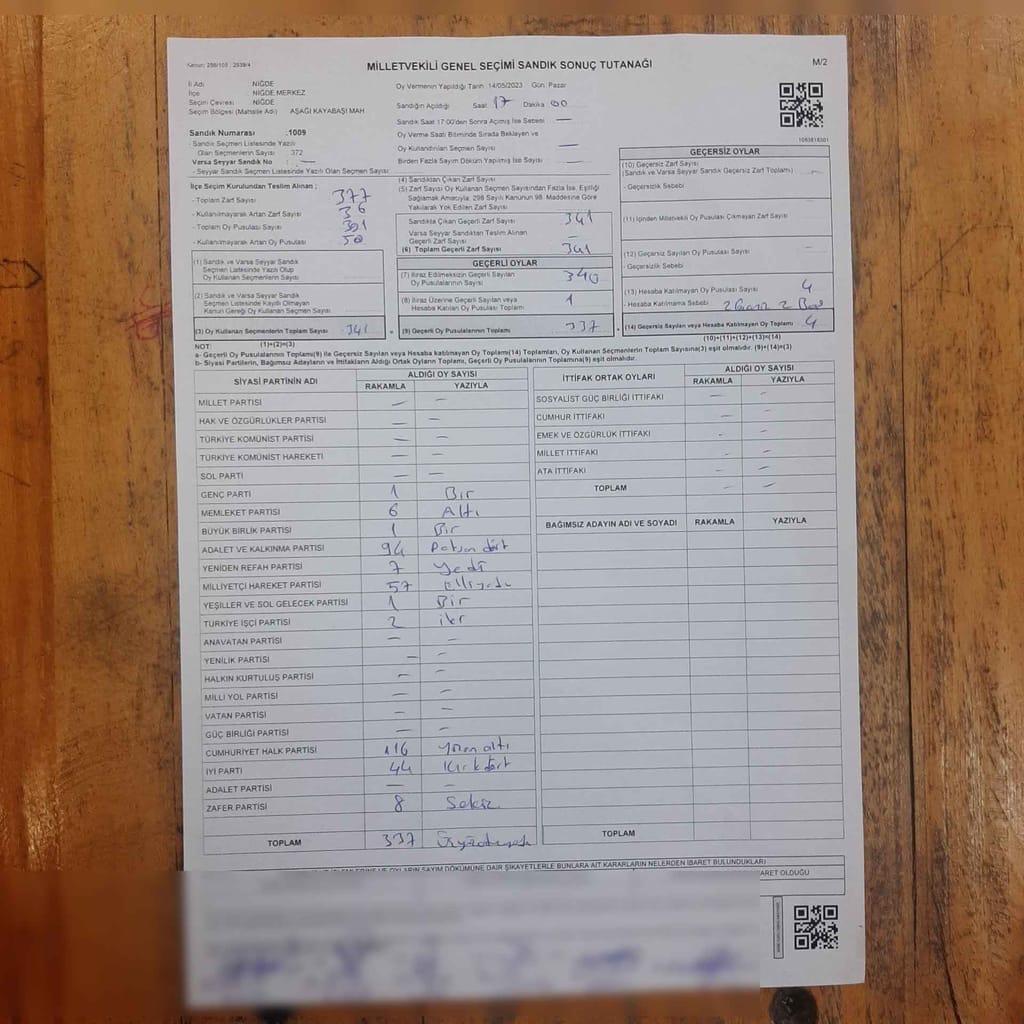 MİLLETVEKİLİ GENEL SEÇİMİ SANDIK SONUÇ TUTANAĞI
M/2
İl Adı NİĞDE
İlçe NİĞDE MERKEZ
Seçim Çevresi NİĞDE
Seçim Bölgesi (Mahalle Adı) AŞAĞI KAYABAŞI MAH
Sandık Numarası :1009
- Sandık Seçmen Listesinde Yazılı
Olan Seçmenlerin Sayısı : 372
Varsa Seyyar Sandık No : —
- Seyyar Sandık Seçmen Listesinde Yazılı Olan Seçmen Sayısı
Oy Vermenin Yapıldığı Tarih :14/05/2023 Gün: Pazar
Sandığın Açıldığı Saat: 17 Dakika 00
Sandık Saat 17:00'den Sonra Açılmış İse Sebebi —
Oy Verme Saati Bitiminde Sırada Bekleyen ve
Oy Kullandırılan Seçmen Sayısı —
Birden Fazla Sayım Döküm Yapılmış İse Sayısı —
İlçe Seçim Kurulundan Teslim Alınan ;
- Toplam Zarf Sayısı 377
- Kullanılmayarak Artan Zarf Sayısı 36
- Toplam Oy Pusulası Sayısı
- Kullanılmayarak Artan Oy Pusulası 50
(1) Sandık ve Varsa Seyyar Sandık
Seçmen Listesinde Yazılı Olup
Oy Kullanan Seçmenlerin Sayısı
(2) Sandık ve Varsa Seyyar Sandık
Seçmen Listesinde Kayıtlı Olmayan
Kanun Gereği Oy Kullanan Seçmen Sayısı
(3) Oy Kullanan Seçmenlerin Toplam Sayısı 341
(1)+(2)=(3)
(4) Sandıktan Çıkan Zarf Sayısı
(5) Zarf Sayısı Oy Kullanan Seçmen Sayısından Fazla İse, Eşitliği
Sağlamak Amacıyla; 298 Sayılı Kanunun 98. Maddesine Göre
Yakılarak Yok Edilen Zarf Sayısı
Sandıkta Çıkan Geçerli Zarf Sayısı 341
Varsa Seyyar Sandıktan Teslim Alınan
Geçerli Zarf Sayısı —
(6) Toplam Geçerli Zarf Sayısı 341
GEÇERLİ OYLAR
(7) İtiraz Edilmeksizin Geçerli Sayılan
Oy Pusulalarının Sayısı 340
(8) İtiraz Üzerine Geçerli Sayılan veya
Hesaba Katılan Oy Pusulası Toplamı 1
(9) Geçerli Oy Pusulalarının Toplamı 337
GEÇERSİZ OYLAR
(10) Geçersiz Zarf Sayısı
(Sandık ve Varsa Seyyar Sandık Geçersiz Zarf Toplamı) —
- Geçersizlik Sebebi
(11) İçinden Milletvekili Oy Pusulası Çıkmayan Zarf Sayısı
(12) Geçersiz Sayılan Oy Pusulası Sayısı —
- Geçersizlik Sebebi
(13) Hesaba Katılmayan Oy Pusulası Sayısı 4
- Hesaba Katılmama Sebebi 2 2 Boş
(14) Geçersiz Sayılan veya Hesaba Katılmayan Oy Toplamı 4
(10)+(11)+(12)+(13)=(14)
NOT:
a- Geçerli Oy Pusulalarının Toplamı(9) ile Geçersiz Sayılan veya Hesaba Katılmayan Oy Toplamı(14) Toplamları, Oy Kullanan Seçmenlerin Toplam Sayısına(3) eşit olmalıdır. (9)+(14)=(3)
b- Siyasi Partilerin, Bağımsız Adayların ve İttifakların Aldığı Ortak Oyların Toplamı, Geçerli Oy Pusulalarının Toplamına(9) eşit olmalıdır.
SİYASİ PARTİNİN ADI ALDIĞI OY SAYISI
RAKAMLA YAZIYLA
MİLLET PARTİSİ — —
HAK VE ÖZGÜRLÜKLER PARTİSİ — —
TÜRKİYE KOMÜNİST PARTİSİ — —
TÜRKİYE KOMÜNİST HAREKETİ — —
SOL PARTİ — —
GENÇ PARTİ 1 Bir
MEMLEKET PARTİSİ 6 Altı
BÜYÜK BİRLİK PARTİSİ 1 Bir
ADALET VE KALKINMA PARTİSİ 94 dört
YENİDEN REFAH PARTİSİ 7 Yedi
MİLLİYETÇİ HAREKET PARTİSİ 57 Elliyedi
YEŞİLLER VE SOL GELECEK PARTİSİ 1 Bir
TÜRKİYE İŞÇİ PARTİSİ 2 iki
ANAVATAN PARTİSİ — —
YENİLİK PARTİSİ — —
HALKIN KURTULUŞ PARTİSİ — —
MİLLİ YOL PARTİSİ — —
VATAN PARTİSİ — —
GÜÇ BİRLİĞİ PARTİSİ — —
CUMHURİYET HALK PARTİSİ 116 Yüzon altı
İYİ PARTİ 44 Kırk dört
ADALET PARTİSİ — —
ZAFER PARTİSİ 8 Sekiz
TOPLAM 337 Üçyüzotuzyedi
İTTİFAK ORTAK OYLARI ALDIĞI OY SAYISI
RAKAMLA YAZIYLA
SOSYALİST GÜÇ BİRLİĞİ İTTİFAKI — —
CUMHUR İTTİFAKI — —
EMEK VE ÖZGÜRLÜK İTTİFAKI — —
MİLLET İTTİFAKI — —
ATA İTTİFAKI — —
TOPLAM — —
BAĞIMSIZ ADAYIN ADI VE SOYADI RAKAMLA YAZIYLA
TOPLAM
OYLARIN SAYIM DÖKÜMÜNE DAİR ŞİKAYETLERLE BUNLARA AİT KARARLARIN NELERDEN İBARET BULUNDUKLARI